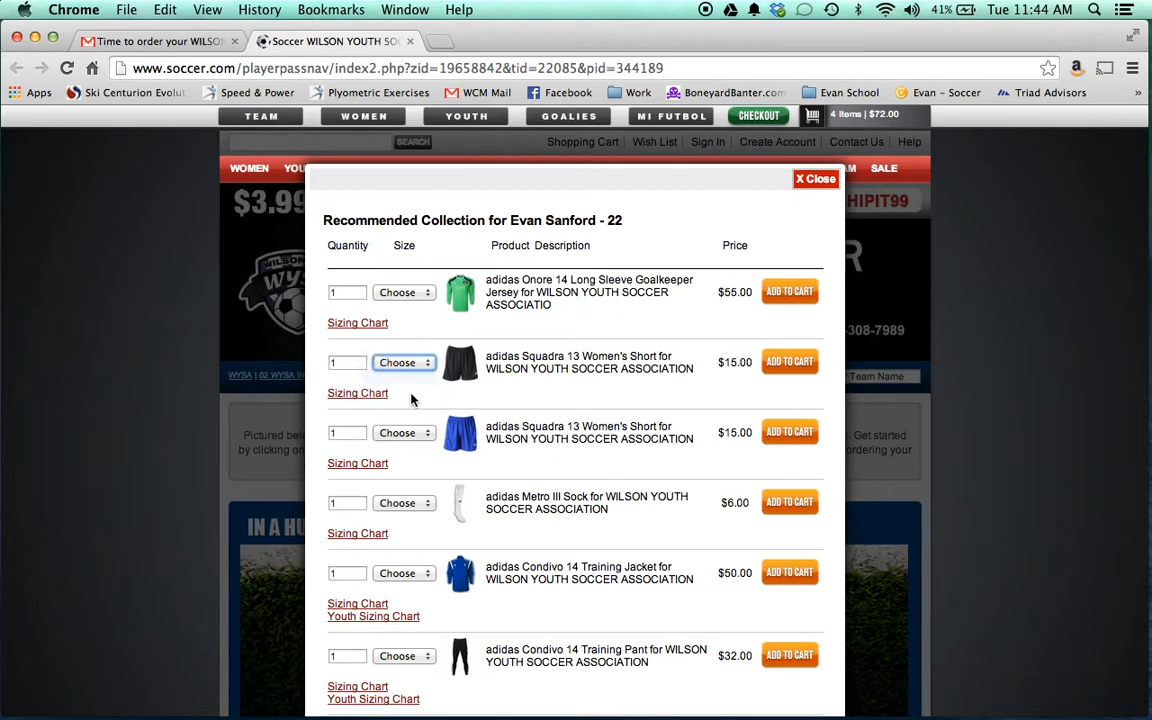 Chrome File Edit View History Bookmarks Window Help 41% Tue 11:44 AM
Time to order your WILSON Soccer WILSON YOUTH SO
www.soccer.com/playerpassnav/index2.php?zid=19658842&tid=22085&pid=344189
Apps Ski Centurion Evolut Speed & Power Plyometric Exercises WCM Mail Facebook Work BoneyardBanter.com Evan School Evan – Soccer Triad Advisors »
TEAM WOMEN YOUTH GOALIES MI FUTBOL CHECKOUT 4 Items | $72.00
SEARCH Shopping Cart Wish List Sign In Create Account Contact Us Help
WOMEN YOU AM SALE
X Close
$3.99 HIPIT99
Recommended Collection for Evan Sanford - 22
Quantity Size Product Description Price
1 Choose adidas Onore 14 Long Sleeve Goalkeeper
Jersey for WILSON YOUTH SOCCER
ASSOCIATIO $55.00 ADD TO CART
Sizing Chart
WYSA
-308-7989
1 Choose adidas Squadra 13 Women's Short for
WILSON YOUTH SOCCER ASSOCIATION $15.00 ADD TO CART
Sizing Chart
WYSA | 02 WYSA W Team Name
1 Choose adidas Squadra 13 Women's Short for
WILSON YOUTH SOCCER ASSOCIATION $15.00 ADD TO CART
Sizing Chart
Pictured belo . Get started
by clicking on ordering your
1 Choose adidas Metro III Sock for WILSON YOUTH
SOCCER ASSOCIATION $6.00 ADD TO CART
Sizing Chart
IN A HU
1 Choose adidas Condivo 14 Training Jacket for
WILSON YOUTH SOCCER ASSOCIATION $50.00 ADD TO CART
Sizing Chart
Youth Sizing Chart
1 Choose adidas Condivo 14 Training Pant for WILSON
YOUTH SOCCER ASSOCIATION $32.00 ADD TO CART
Sizing Chart
Youth Sizing Chart